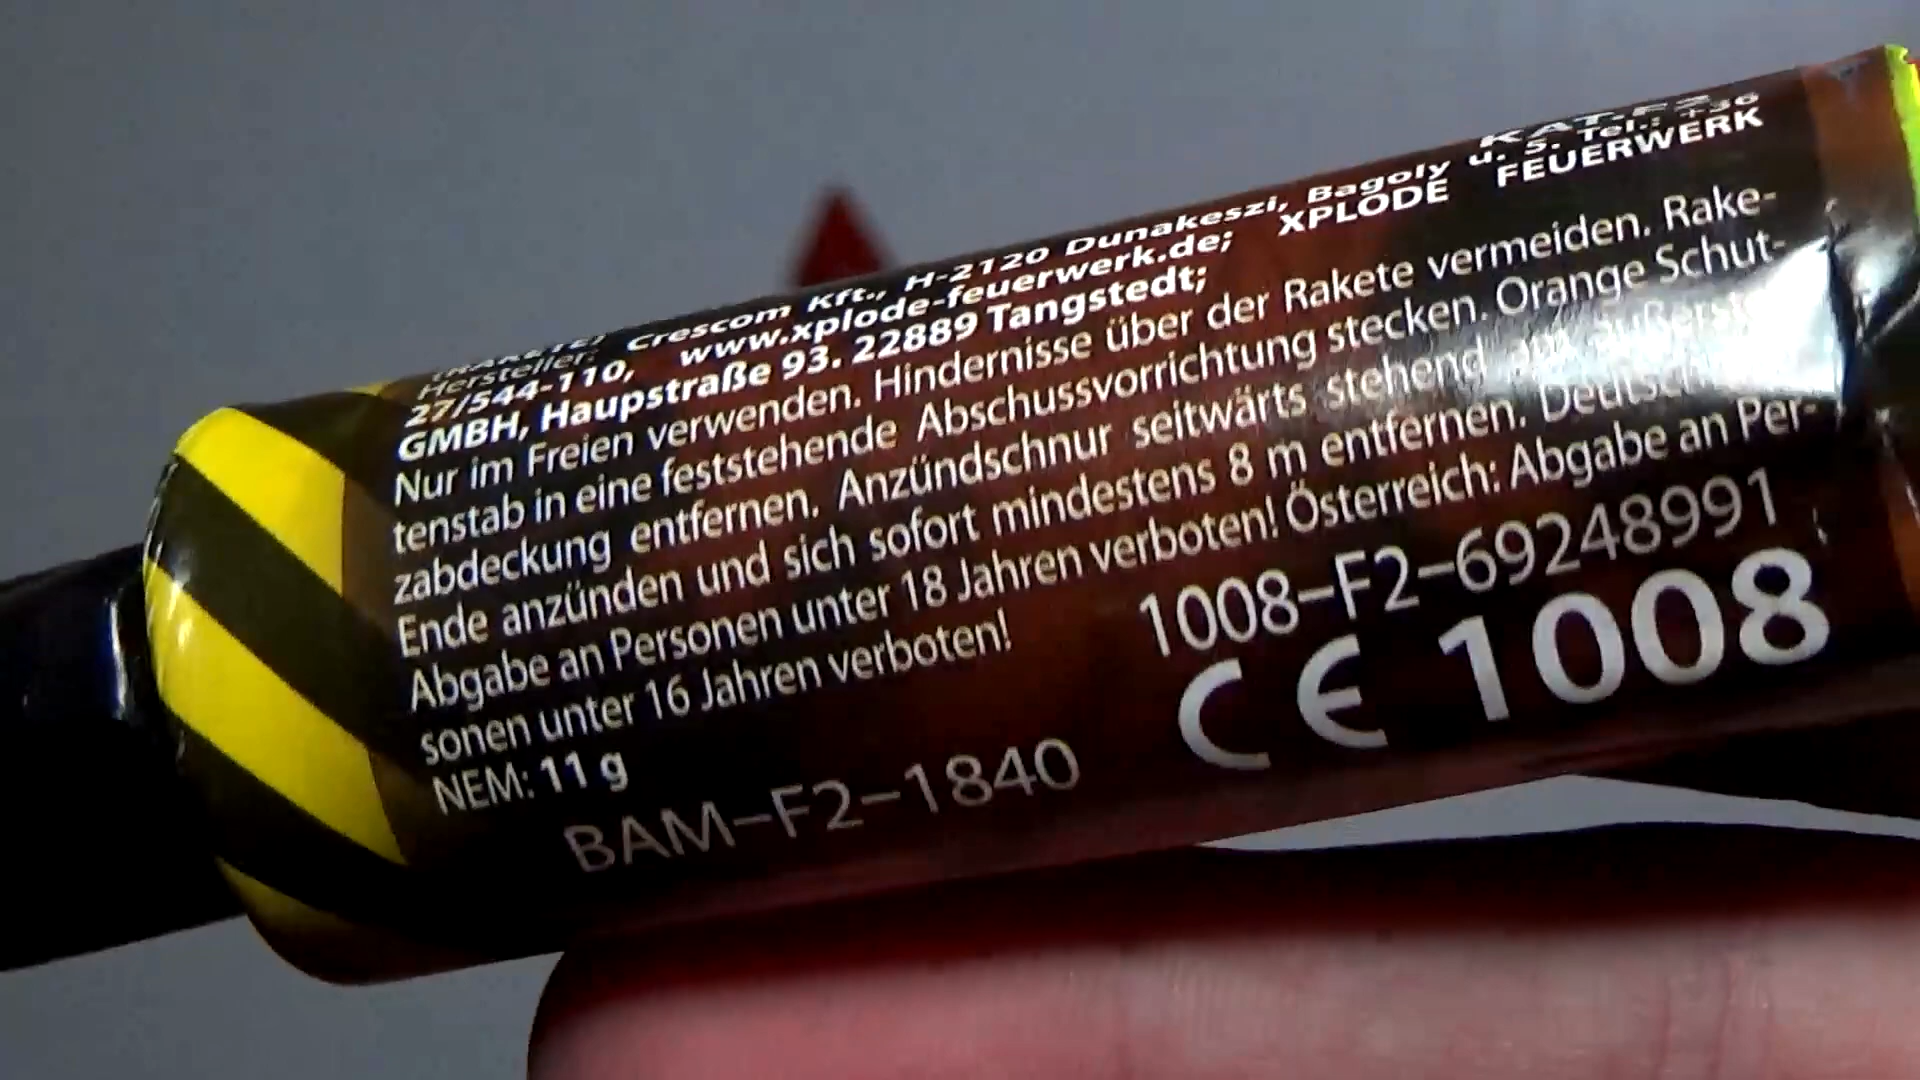 KAT-F2
Hersteller: Crescom Kft., H-2120 Dunakeszi, Bagoly u. 5. Tel.: +36
27/544-110, www.xplode-feuerwerk.de; XPLODE FEUERWERK
GMBH, Haupstraße 93. 22889 Tangstedt;
Nur im Freien verwenden. Hindernisse über der Rakete vermeiden. Rake-
tenstab in eine feststehende Abschussvorrichtung stecken. Orange Schut-
zabdeckung entfernen. Anzündschnur seitwärts stehend am äußerst
Ende anzünden und sich sofort mindestens 8 m entfernen.
Abgabe an Personen unter 18 Jahren verboten! Österreich: Abgabe an Per-
sonen unter 16 Jahren verboten!
NEM: 11 g
1008-F2-69248991
CE 1008
BAM-F2-1840